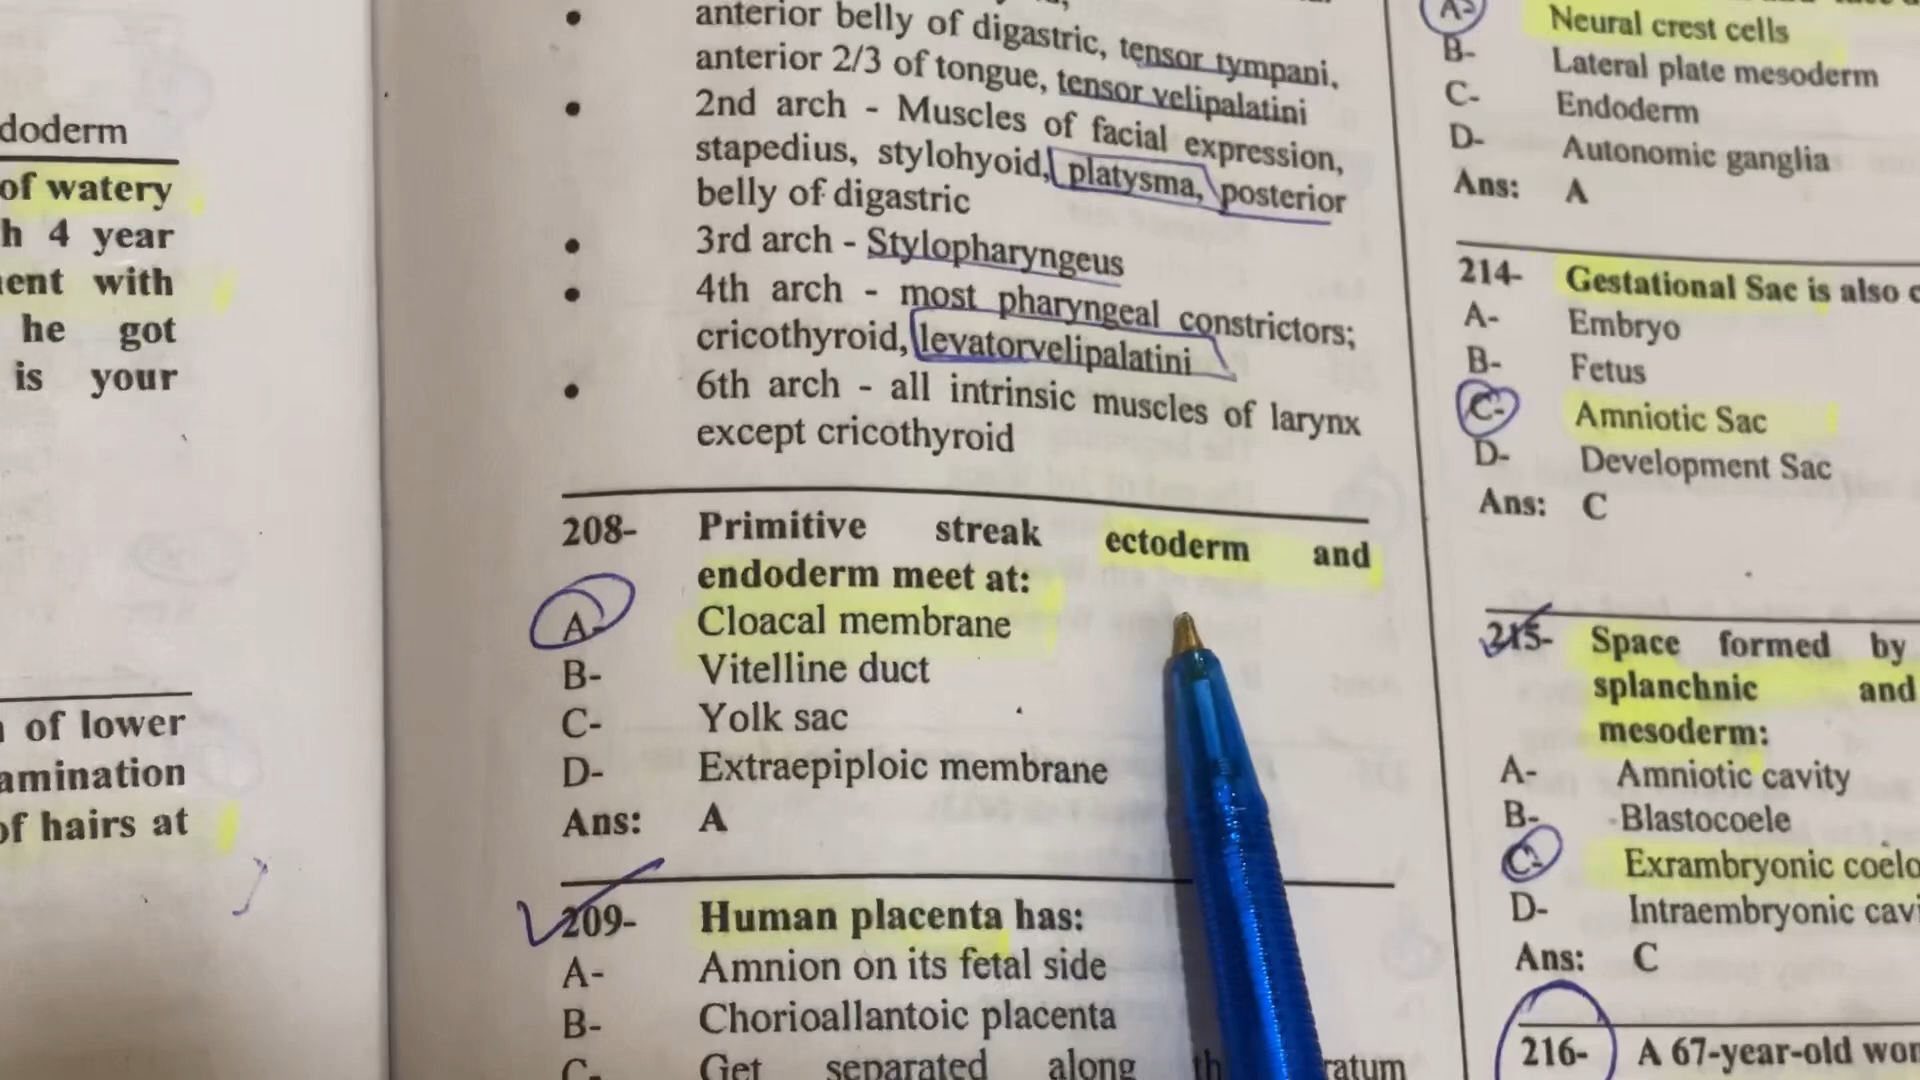 doderm
of watery
h 4 year
ent with
he got
is your
of lower
amination
of hairs at
anterior belly of digastric, tensor tympani,
anterior 2/3 of tongue, tensor velipalatini
• 2nd arch - Muscles of facial expression,
stapedius, stylohyoid, platysma, posterior
belly of digastric
• 3rd arch - Stylopharyngeus
• 4th arch - most pharyngeal constrictors;
cricothyroid, levatorvelipalatini
• 6th arch - all intrinsic muscles of larynx
except cricothyroid
208- Primitive streak ectoderm and
endoderm meet at:
A- Cloacal membrane
B- Vitelline duct
C- Yolk sac
D- Extraepiploic membrane
Ans: A
209- Human placenta has:
A- Amnion on its fetal side
B- Chorioallantoic placenta
C- Get separated along th ratum
A- Neural crest cells
B- Lateral plate mesoderm
C- Endoderm
D- Autonomic ganglia
Ans: A
214- Gestational Sac is also c
A- Embryo
B- Fetus
C- Amniotic Sac
D- Development Sac
Ans: C
215- Space formed by
splanchnic and
mesoderm:
A- Amniotic cavity
B- Blastocoele
C- Exrambryonic coelo
D- Intraembryonic cavi
Ans: C
216- A 67-year-old wor